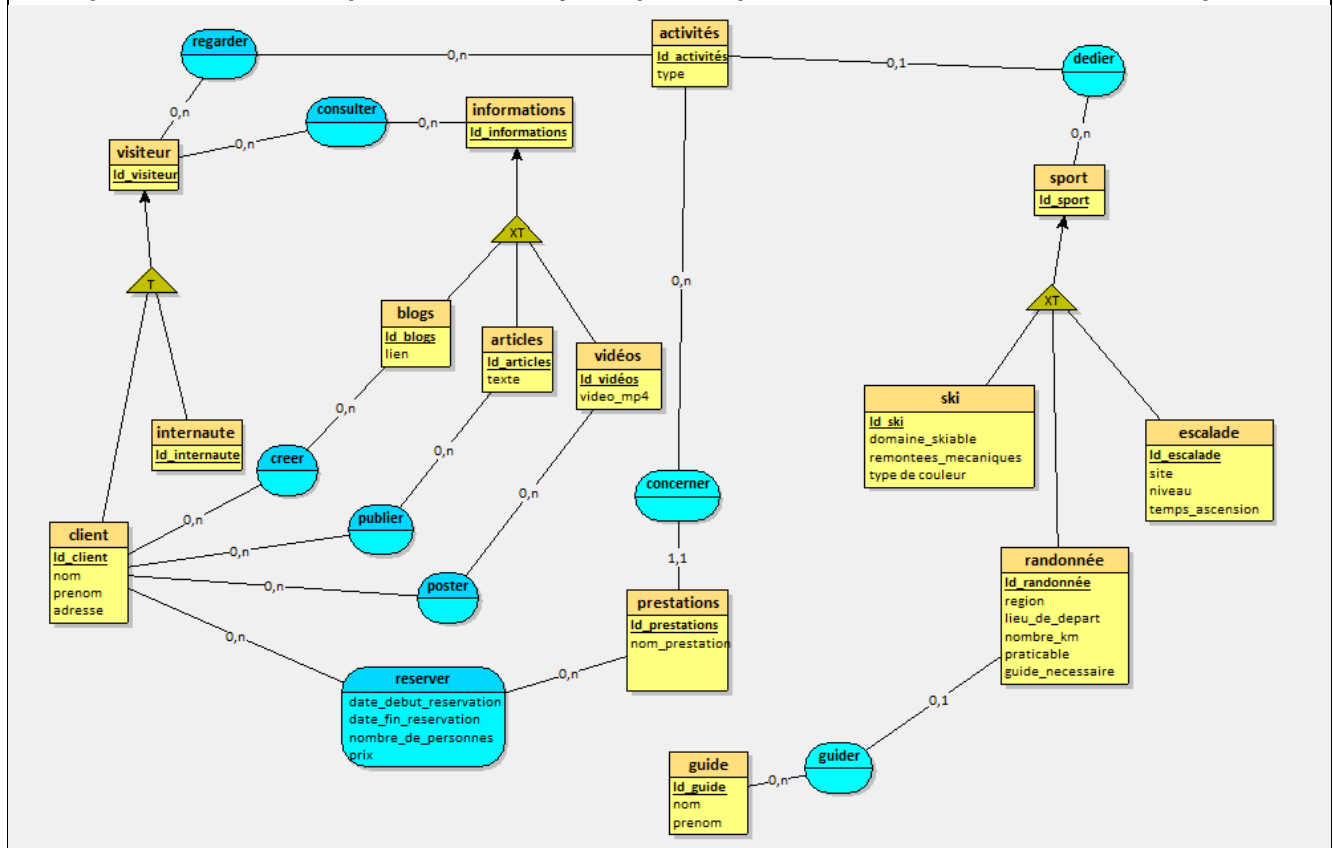 regarder
0,n
activités
Id_activités
type
0,1
dedier
0,n
consulter
0,n
informations
Id_informations
0,n
0,n
0,n
visiteur
Id_visiteur
sport
Id_sport
XT
T
0,n
XT
blogs
Id_blogs
lien
articles
Id_articles
texte
vidéos
Id_vidéos
video_mp4
ski
Id_ski
domaine_skiable
remontees_mecaniques
type de couleur
escalade
Id_escalade
site
niveau
temps_ascension
internaute
Id_internaute
0,n
0,n
creer
0,n
concerner
client
Id_client
nom
prenom
adresse
0,n
publier
0,n
0,n
poster
1,1
randonnée
Id_randonnée
region
lieu_de_depart
nombre_km
praticable
guide_necessaire
prestations
Id_prestations
nom_prestation
0,n
reserver
date_debut_reservation
date_fin_reservation
nombre_de_personnes
prix
0,n
0,1
guider
guide
Id_guide
nom
prenom
0,n